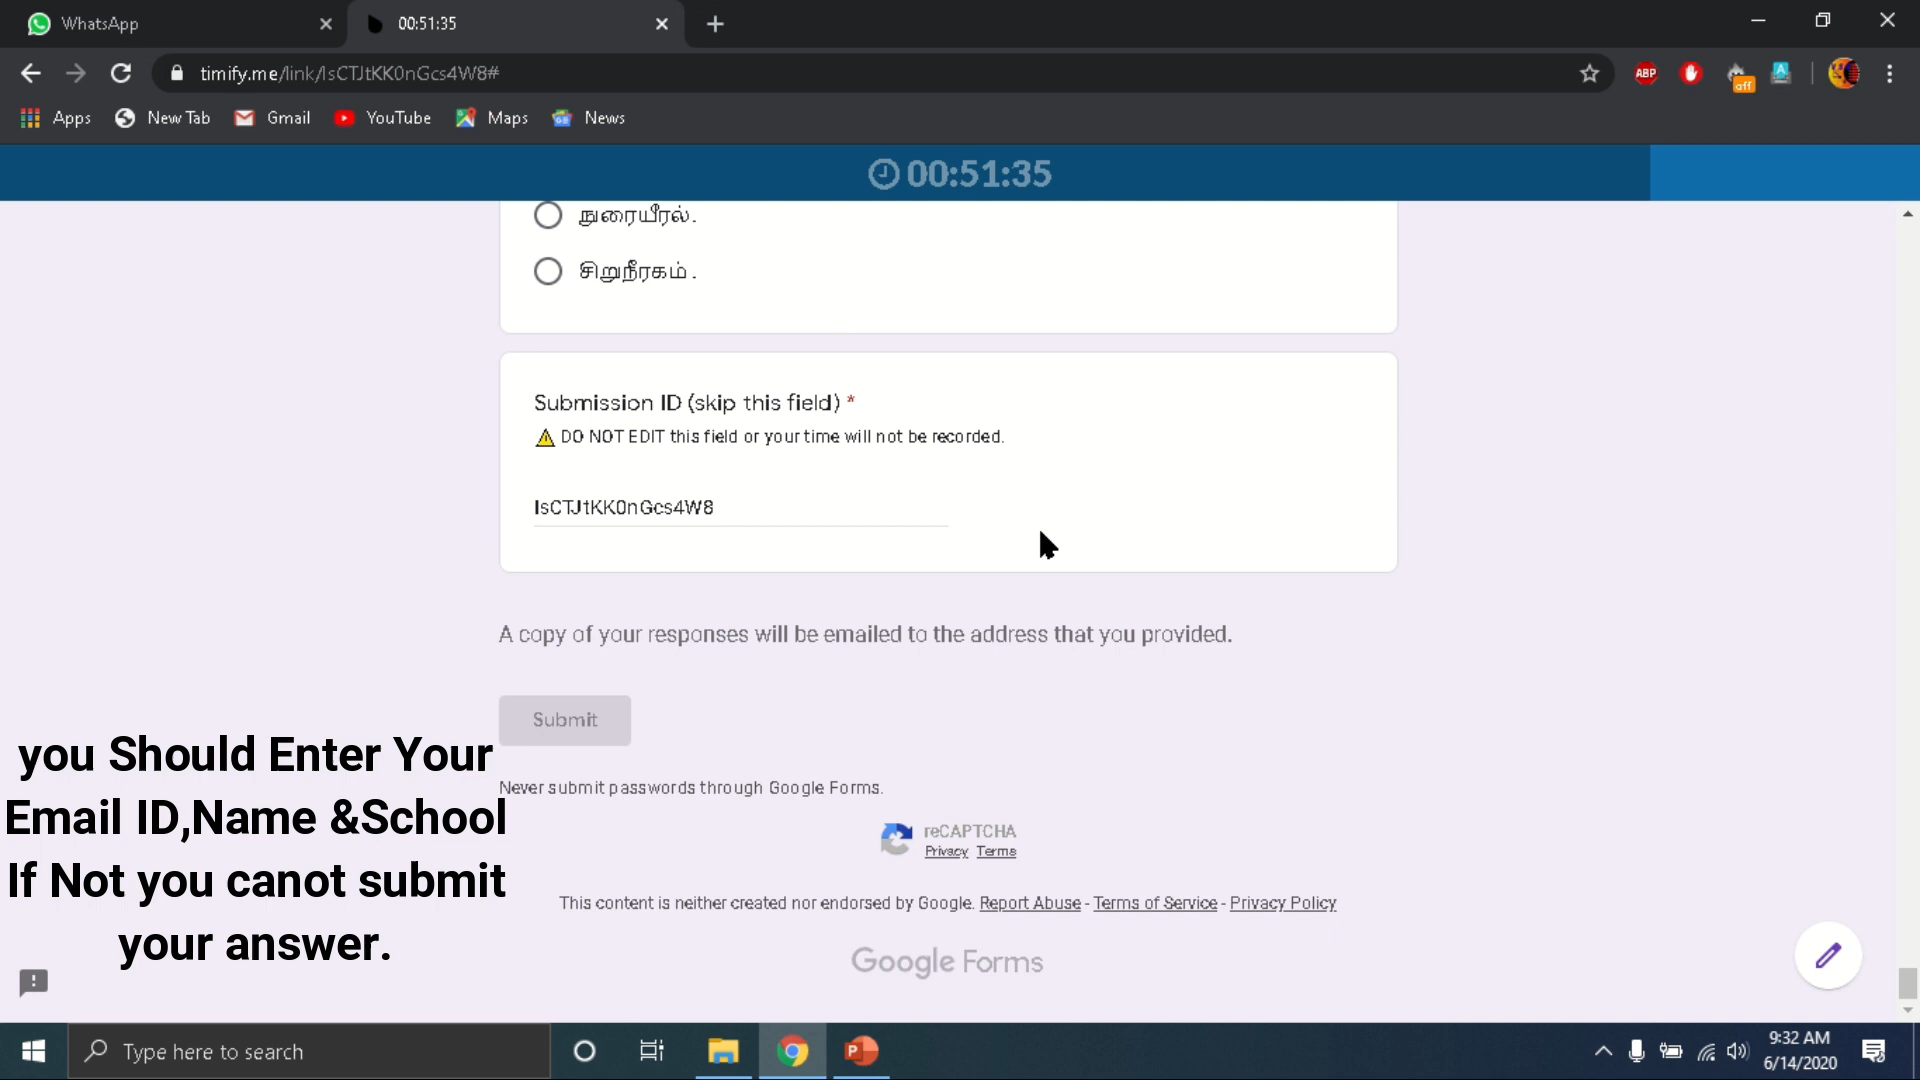 WhatsApp
00:51:35
timify.me/link/IsCTJtKK0nGcs4W8#
ABP
off
Apps
New Tab
Gmail
YouTube
Maps
News
00:51:35
நுரையீரல்.
சிறுநீரகம் .
Submission ID (skip this field) *
DO NOT EDIT this field or your time will not be recorded.
IsCTJtKK0nGcs4W8
A copy of your responses will be emailed to the address that you provided.
Submit
you Should Enter Your
Email ID,Name &School
If Not you canot submit
your answer.
Never submit passwords through Google Forms.
reCAPTCHA
Privacy Terms
This content is neither created nor endorsed by Google. Report Abuse - Terms of Service - Privacy Policy
Google Forms
Type here to search
9:32 AM
6/14/2020